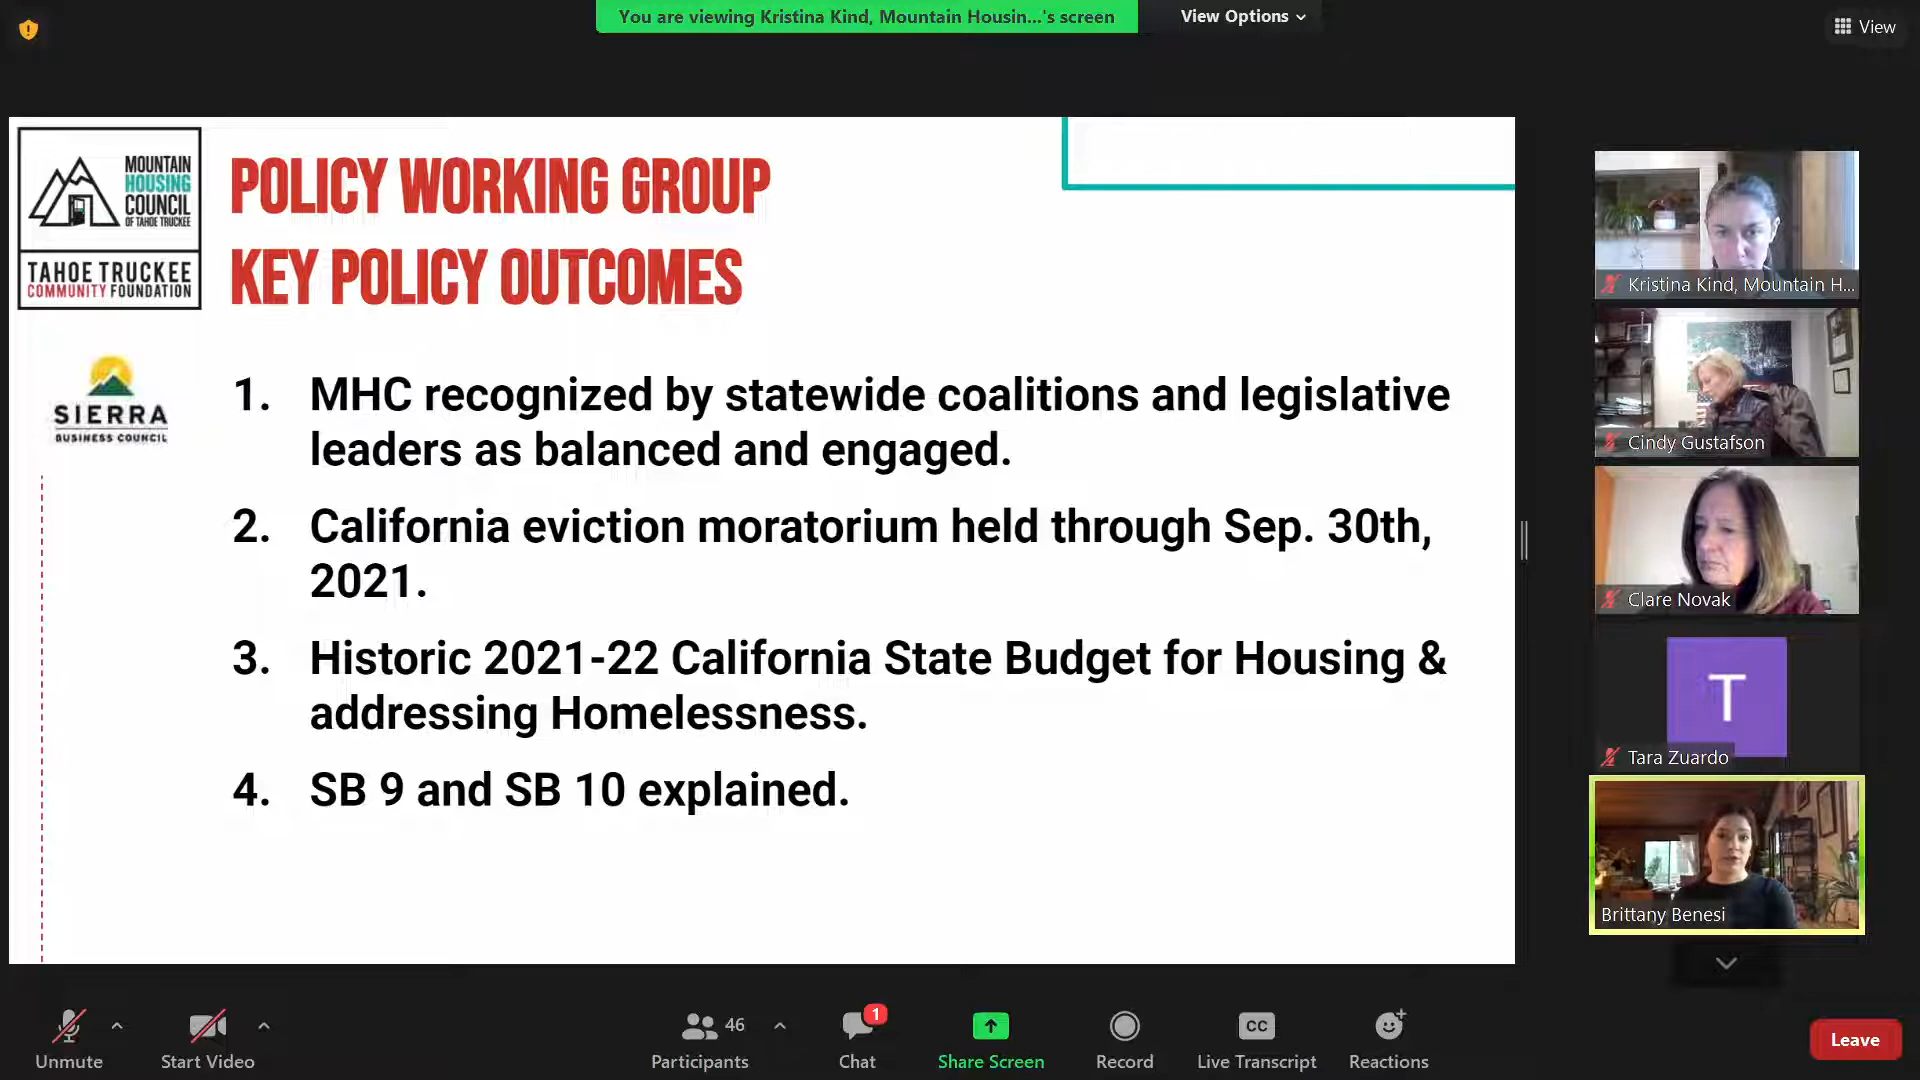 You are viewing Kristina Kind, Mountain Housin...'s screen
View Options
View
MOUNTAIN
HOUSING
COUNCIL
OF TAHOE TRUCKEE
TAHOE TRUCKEE
COMMUNITY FOUNDATION
SIERRA
BUSINESS COUNCIL
POLICY WORKING GROUP
KEY POLICY OUTCOMES
1. MHC recognized by statewide coalitions and legislative
leaders as balanced and engaged.
2. California eviction moratorium held through Sep. 30th,
2021.
3. Historic 2021-22 California State Budget for Housing &
addressing Homelessness.
4. SB 9 and SB 10 explained.
Kristina Kind, Mountain H...
Cindy Gustafson
Clare Novak
T
Tara Zuardo
Brittany Benesi
Unmute
Start Video
46
Participants
1
Chat
Share Screen
Record
CC
Live Transcript
Reactions
Leave